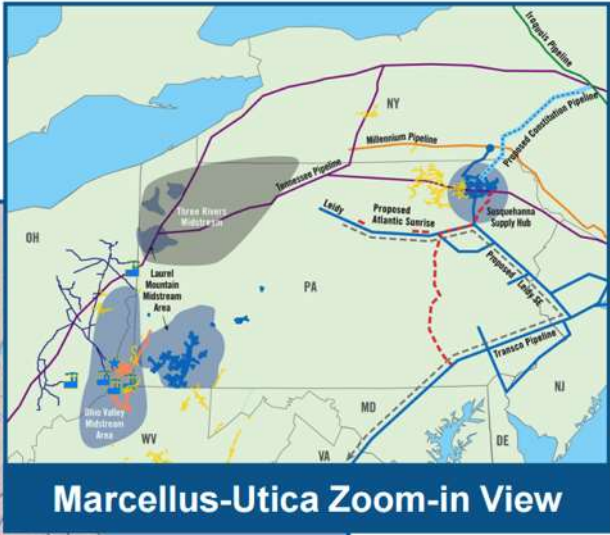 Iroquois Pipeline
NY
Proposed Constitution Pipeline
Millennium Pipeline
Tennessee Pipeline
Three Rivers
Midstream
Leidy
Proposed
Atlantic Sunrise
Susquehanna
Supply Hub
OH
Laurel
Mountain
Midstream
Area
PA
Proposed
Leidy SE
Transco Pipeline
Ohio Valley
Midstream
Area
WV
MD
VA
DE
NJ
Marcellus-Utica Zoom-in View